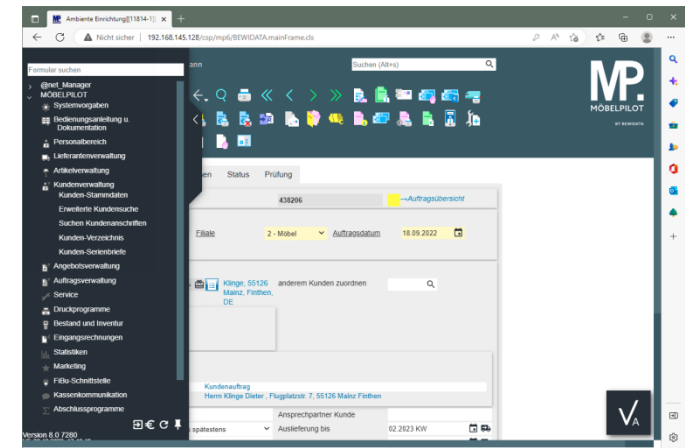 Ambiente Einrichtung[[11814-1]]
Nicht sicher | 192.168.145.128/csp/mp6/BEWIDATA.mainFrame.cls
Formular suchen
Suchen (Alt+s)
@net_Manager
MÖBELPILOT
Systemvorgaben
Bedienungsanleitung u.
Dokumentation
Personalbereich
Lieferantenverwaltung
Artikelverwaltung
Kundenverwaltung
Kunden-Stammdaten
Erweiterte Kundensuche
Suchen Kundenanschriften
Kunden-Verzeichnis
Kunden-Serienbriefe
Angebotsverwaltung
Auftragsverwaltung
Service
Druckprogramme
Bestand und Inventur
Eingangsrechnungen
Statistiken
Marketing
FiBu-Schnittstelle
Kassenkommunikation
Abschlussprogramme
Version 8.0 7280
MP.
MÖBELPILOT
BY BEWIDATA
Status Prüfung
438206 Auftragsübersicht
Filiale 2 - Möbel Auftragsdatum 18.09.2022
Klinge, 55126
Mainz, Finthen,
DE
anderem Kunden zuordnen
Kundenauftrag
Herrn Klinge Dieter , Flugplatzstr. 7, 55126 Mainz Finthen
Ansprechpartner Kunde
spätestens Auslieferung bis 02.2023 KW